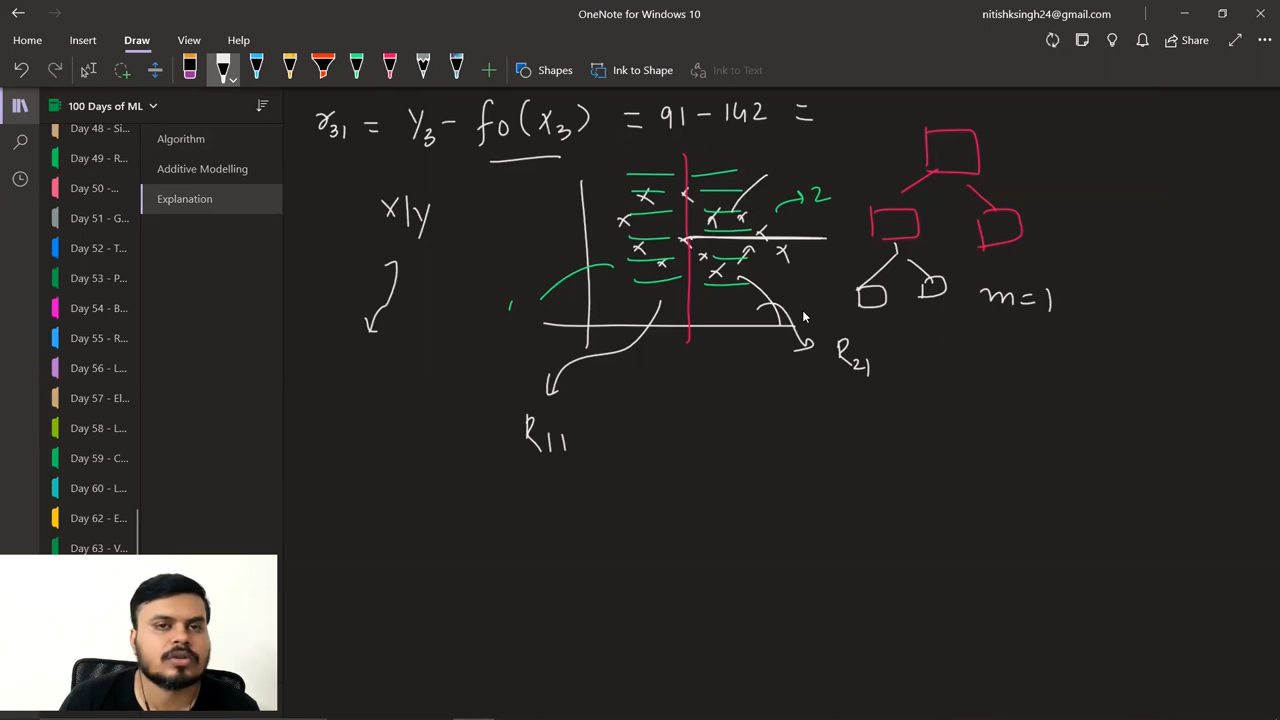 OneNote for Windows 10
nitishksingh24@gmail.com
Home Insert Draw View Help
Share
Shapes
Ink to Shape
Ink to Text
100 Days of ML
Day 48 - Si...
Day 49 - R...
Day 50 -...
Day 51 - G...
Day 52 - T...
Day 53 - P...
Day 54 - B...
Day 55 - R...
Day 56 - L...
Day 57 - El...
Day 58 - L...
Day 59 - C...
Day 60 - L...
Day 62 - E...
Day 63 - V...
Algorithm
Additive Modelling
Explanation
r31 = y3 - f0(x3) = 91 - 142 =
x/y
2
m=1
R21
R11